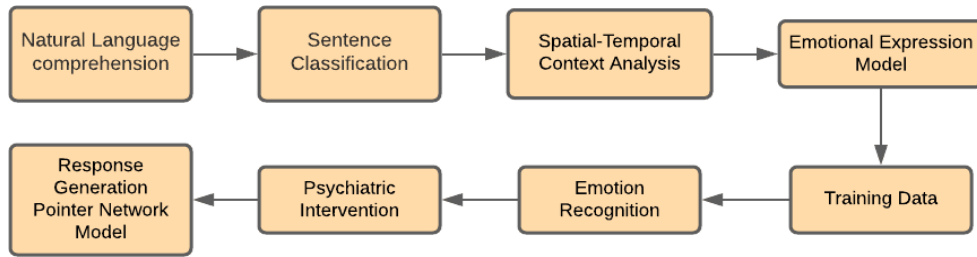 Natural Language
comprehension
Sentence
Classification
Spatial-Temporal
Context Analysis
Emotional Expression
Model
Training Data
Emotion
Recognition
Psychiatric
Intervention
Response
Generation
Pointer Network
Model